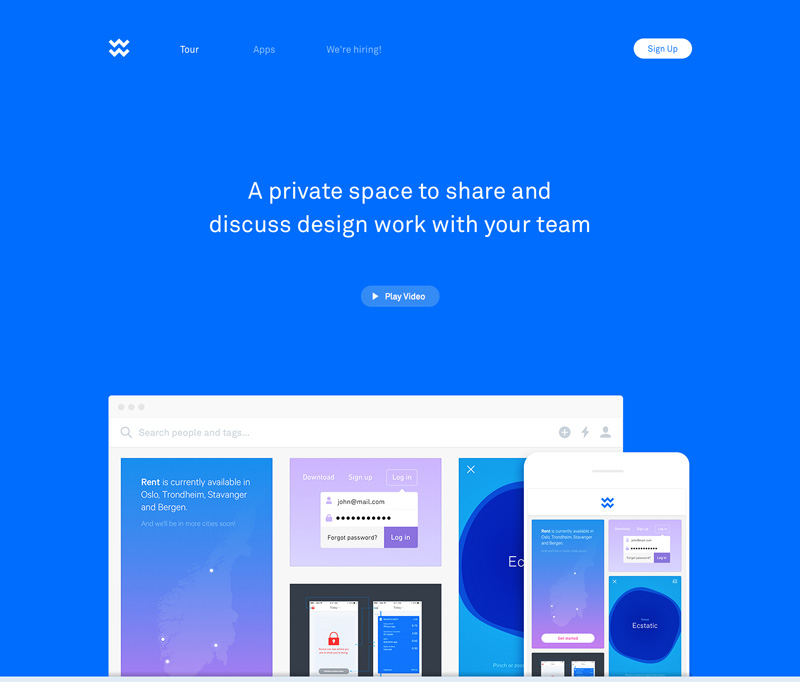 Tour
Apps
We're hiring!
Sign Up
A private space to share and
discuss design work with your team
Play Video
Search people and tags...
Rent is currently available in
Oslo, Trondheim, Stavanger
and Bergen.
And we'll be in more cities soon!
Download
Sign up
Log in
john@mail.com
Forgot password?
Log in
Ec
Pinch or
Today
Rent is currently available in
Oslo, Trondheim, Stavanger
and Bergen.
Get started
Download
Sign up
Log in
john@mail.com
Forgot password?
Log in
Ecstatic